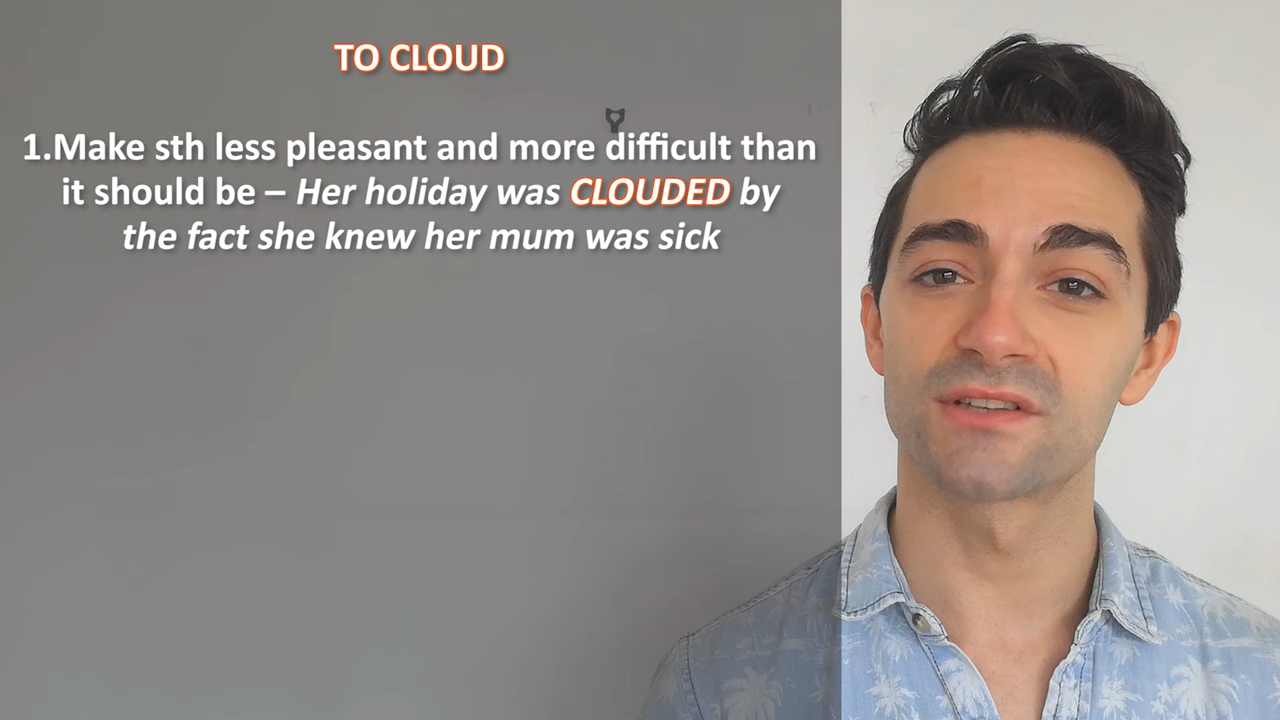 TO CLOUD
1.Make sth less pleasant and more difficult than
it should be – Her holiday was CLOUDED by
the fact she knew her mum was sick